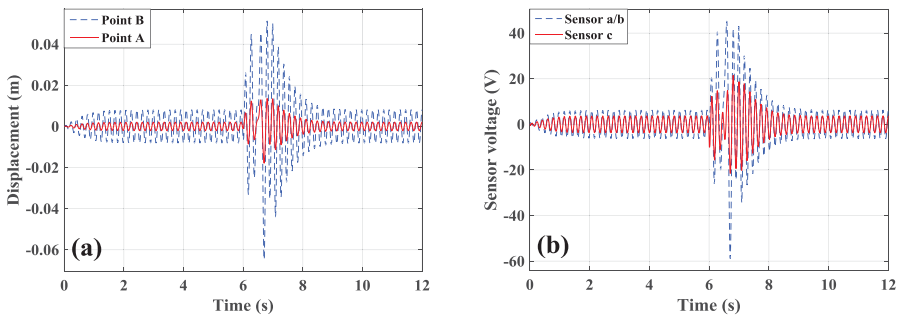 Point B
Point A
0.04
0.02
0
-0.02
-0.04
-0.06
Displacement (m)
(a)
0 2 4 6 8 10 12
Time (s)
Sensor a/b
Sensor c
40
20
0
-20
-40
-60
Sensor voltage (V)
(b)
0 2 4 6 8 10 12
Time (s)